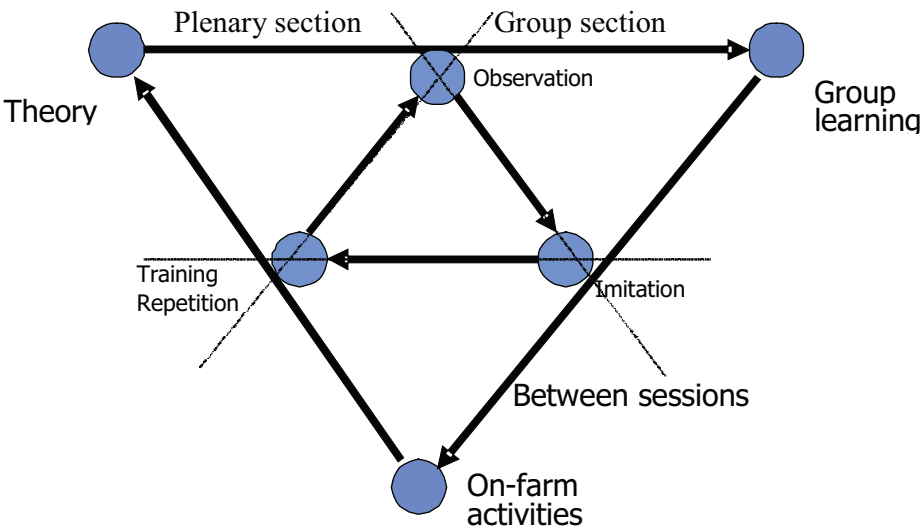 Plenary section
Group section
Observation
Theory
Group
learning
Training
Repetition
Imitation
Between sessions
On-farm
activities